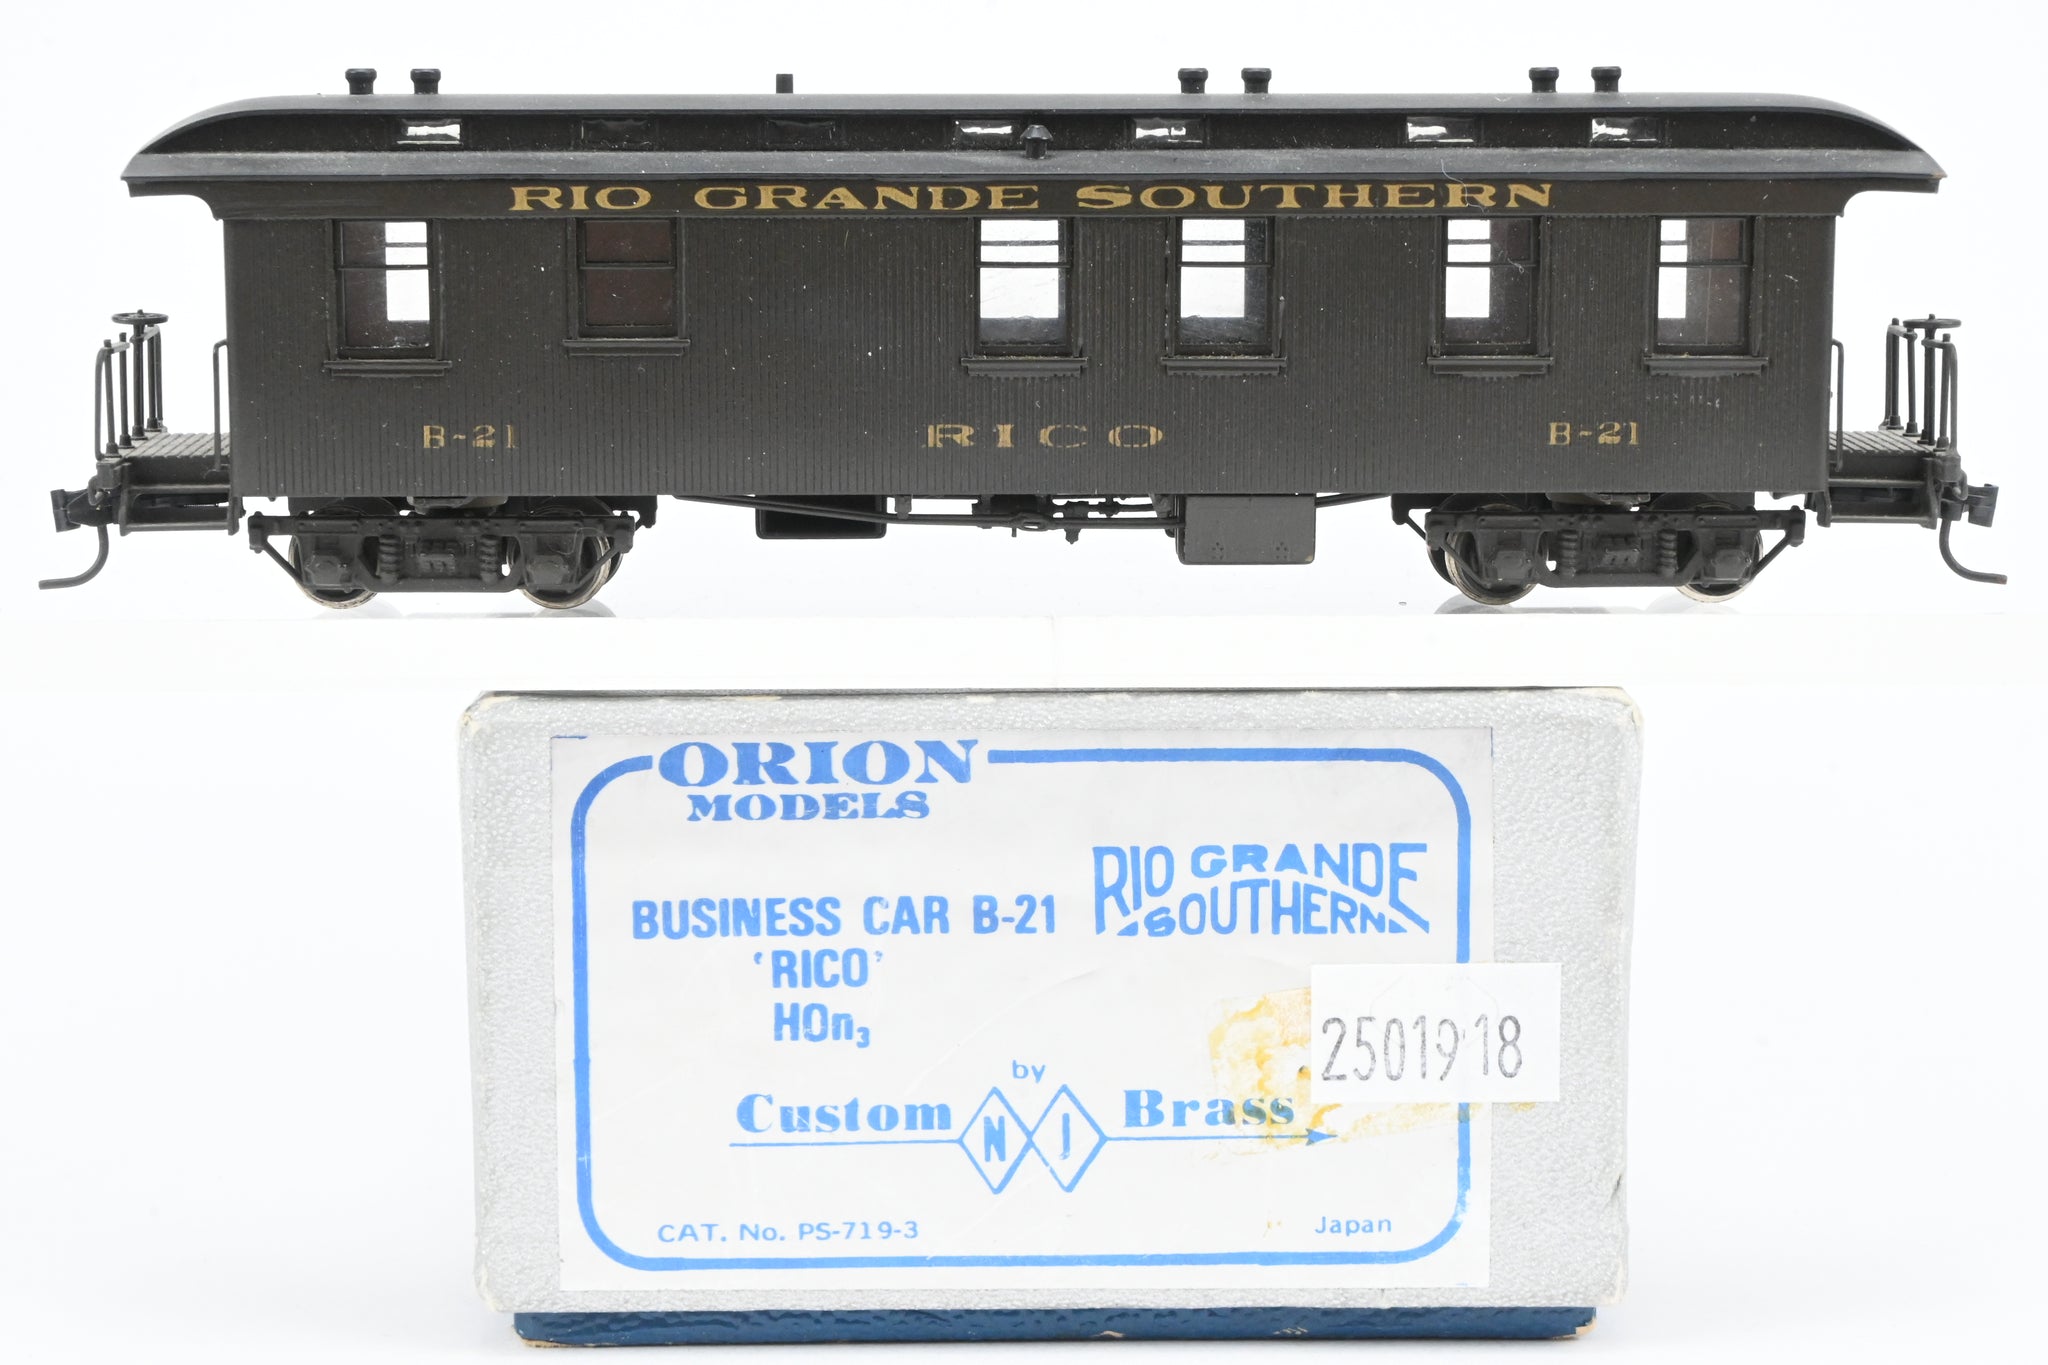 RIO GRANDE SOUTHERN
B-21
RICO
B-21
ORION
MODELS
RIO GRANDE
SOUTHERN
BUSINESS CAR B-21
'RICO'
HOn3
2501918
by
Custom NJ Brass
CAT. No. PS-719-3
Japan